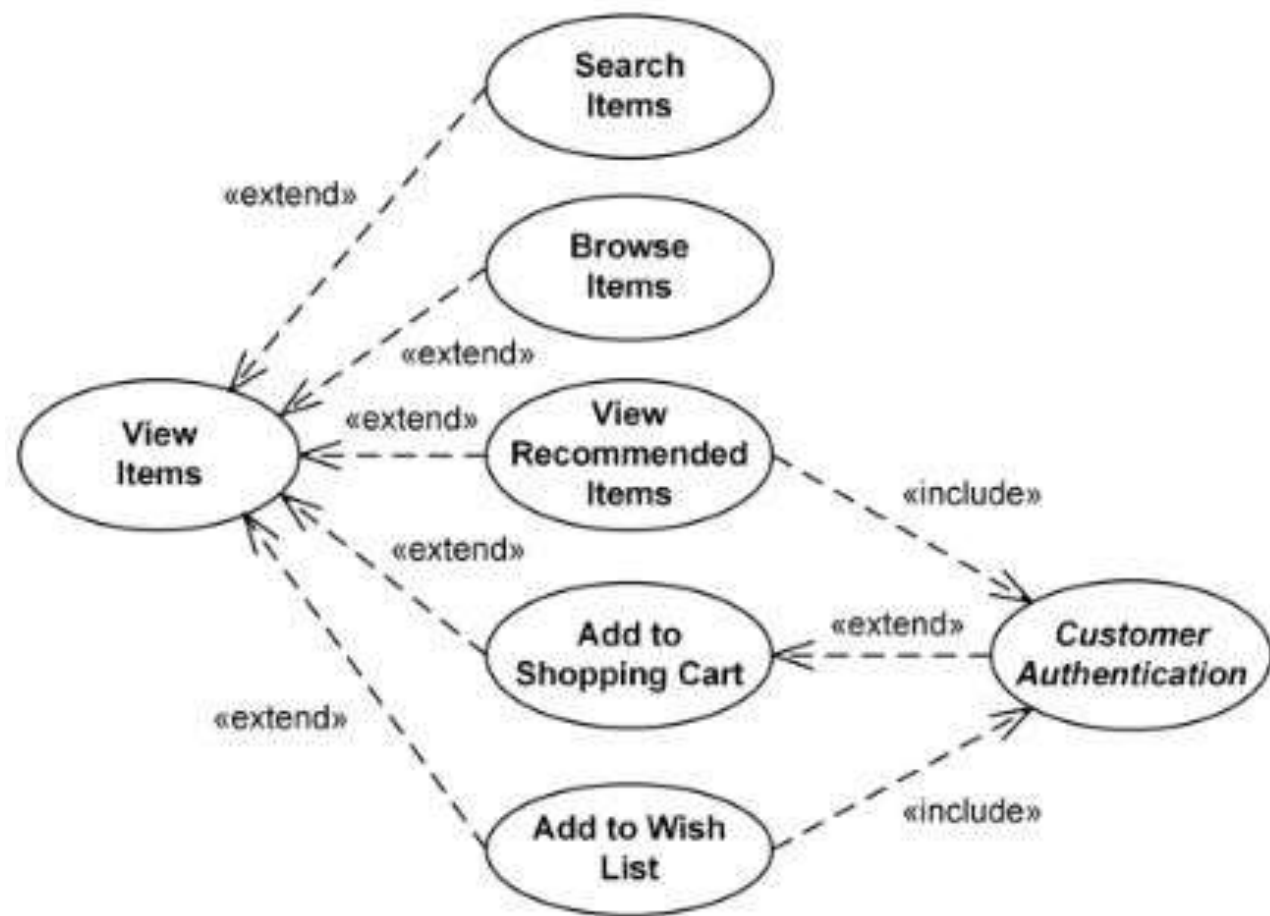 Search
Items
«extend»
Browse
Items
«extend»
View
Items
«extend»
View
Recommended
Items
«include»
«extend»
Add to
Shopping Cart
«extend»
Customer
Authentication
«extend»
Add to Wish
List
«include»